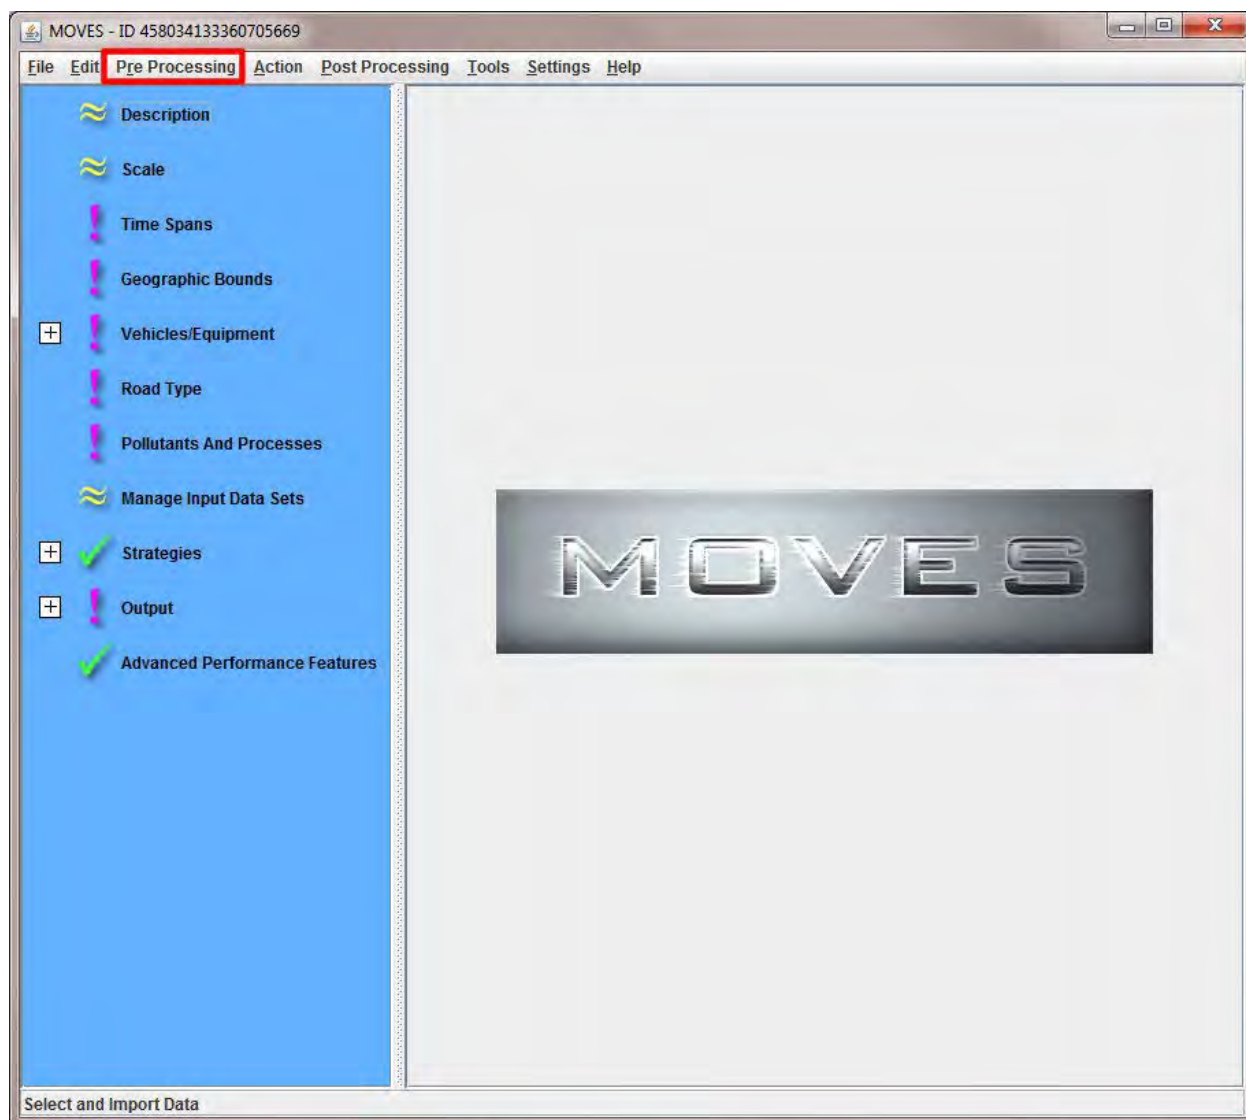 MOVES - ID 458034133360705669
File Edit Pre Processing Action Post Processing Tools Settings Help
Description
Scale
Time Spans
Geographic Bounds
Vehicles/Equipment
Road Type
Pollutants And Processes
Manage Input Data Sets
Strategies
Output
Advanced Performance Features
MOVES
Select and Import Data